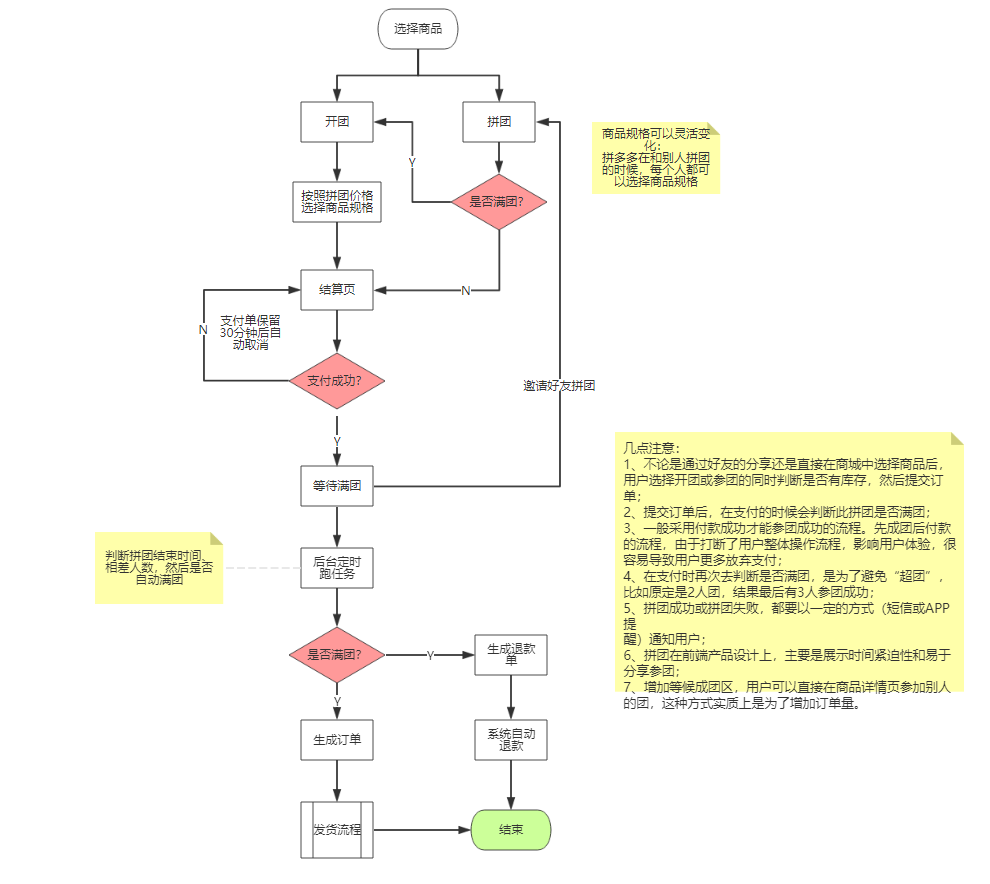 选择商品
开团
拼团
商品规格可以灵活变
化：
拼多多在和别人拼团
的时候，每个人都可
以选择商品规格
Y
按照拼团价格
选择商品规格
是否满团？
结算页
N
支付单保留
30分钟后自
动取消
N
支付成功？
邀请好友拼团
Y
等待满团
几点注意：
1、不论是通过好友的分享还是直接在商城中选择商品后，
用户选择开团或参团的同时判断是否有库存，然后提交订
单；
2、提交订单后，在支付的时候会判断此拼团是否满团；
3、一般采用付款成功才能参团成功的流程。先成团后付款
的流程，由于打断了用户整体操作流程，影响用户体验，很
容易导致用户更多放弃支付；
4、在支付时再次去判断是否满团，是为了避免“超团”，
比如原定是2人团，结果最后有3人参团成功；
5、拼团成功或拼团失败，都要以一定的方式（短信或APP
提
醒）通知用户；
6、拼团在前端产品设计上，主要是展示时间紧迫性和易于
分享参团；
7、增加等候成团区，用户可以直接在商品详情页参加别人
的团，这种方式实质上是为了增加订单量。
判断拼团结束时间、
相差人数，然后是否
自动满团
后台定时
跑任务
是否满团？
Y
生成退款
单
Y
生成订单
系统自动
退款
发货流程
结束